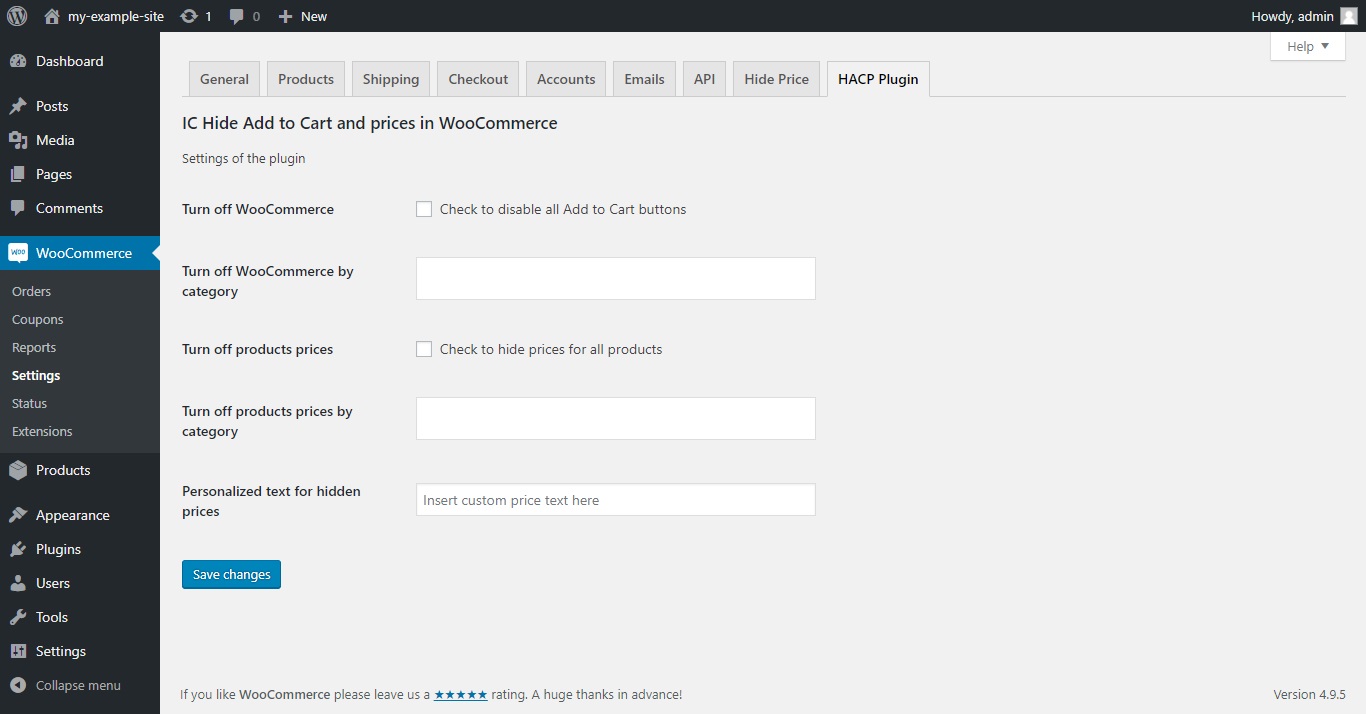 my-example-site 1 0 New Howdy, admin
Help
Dashboard
Posts
Media
Pages
Comments
WOO WooCommerce
Orders
Coupons
Reports
Settings
Status
Extensions
Products
Appearance
Plugins
Users
Tools
Settings
Collapse menu
General Products Shipping Checkout Accounts Emails API Hide Price HACP Plugin
IC Hide Add to Cart and prices in WooCommerce
Settings of the plugin
Turn off WooCommerce Check to disable all Add to Cart buttons
Turn off WooCommerce by
category
Turn off products prices Check to hide prices for all products
Turn off products prices by
category
Personalized text for hidden
prices
Insert custom price text here
Save changes
If you like WooCommerce please leave us a ★★★★★ rating. A huge thanks in advance! Version 4.9.5